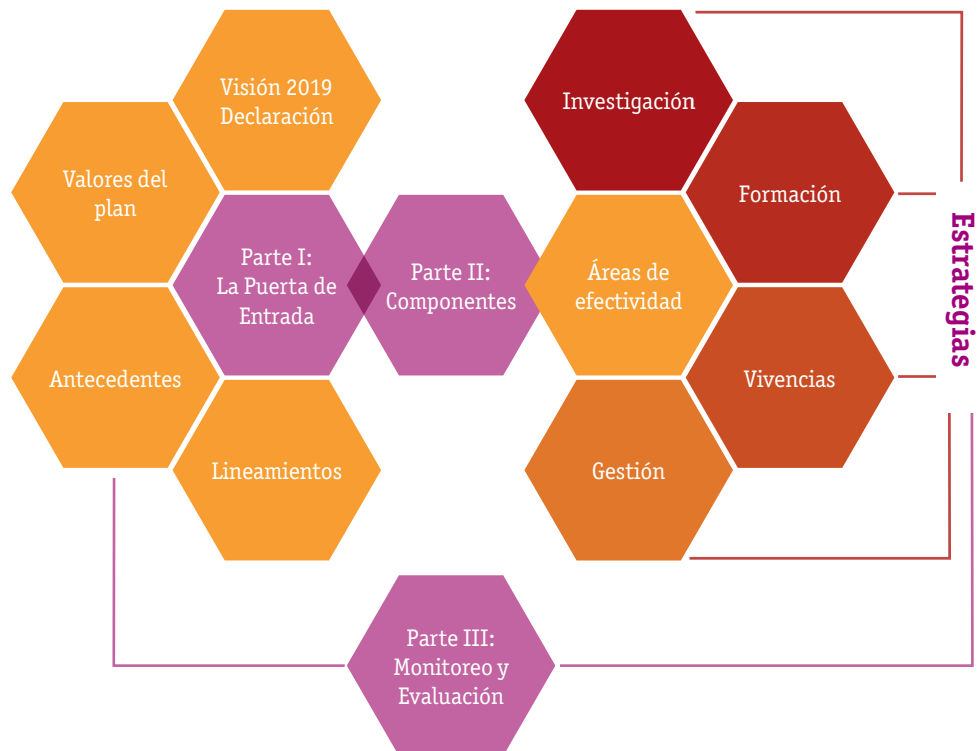 Visión 2019
Declaración
Valores del
plan
Parte I:
La Puerta de
Entrada
Antecedentes
Lineamientos
Parte II:
Componentes
Investigación
Formación
Áreas de
efectividad
Vivencias
Gestión
Estrategias
Parte III:
Monitoreo y
Evaluación